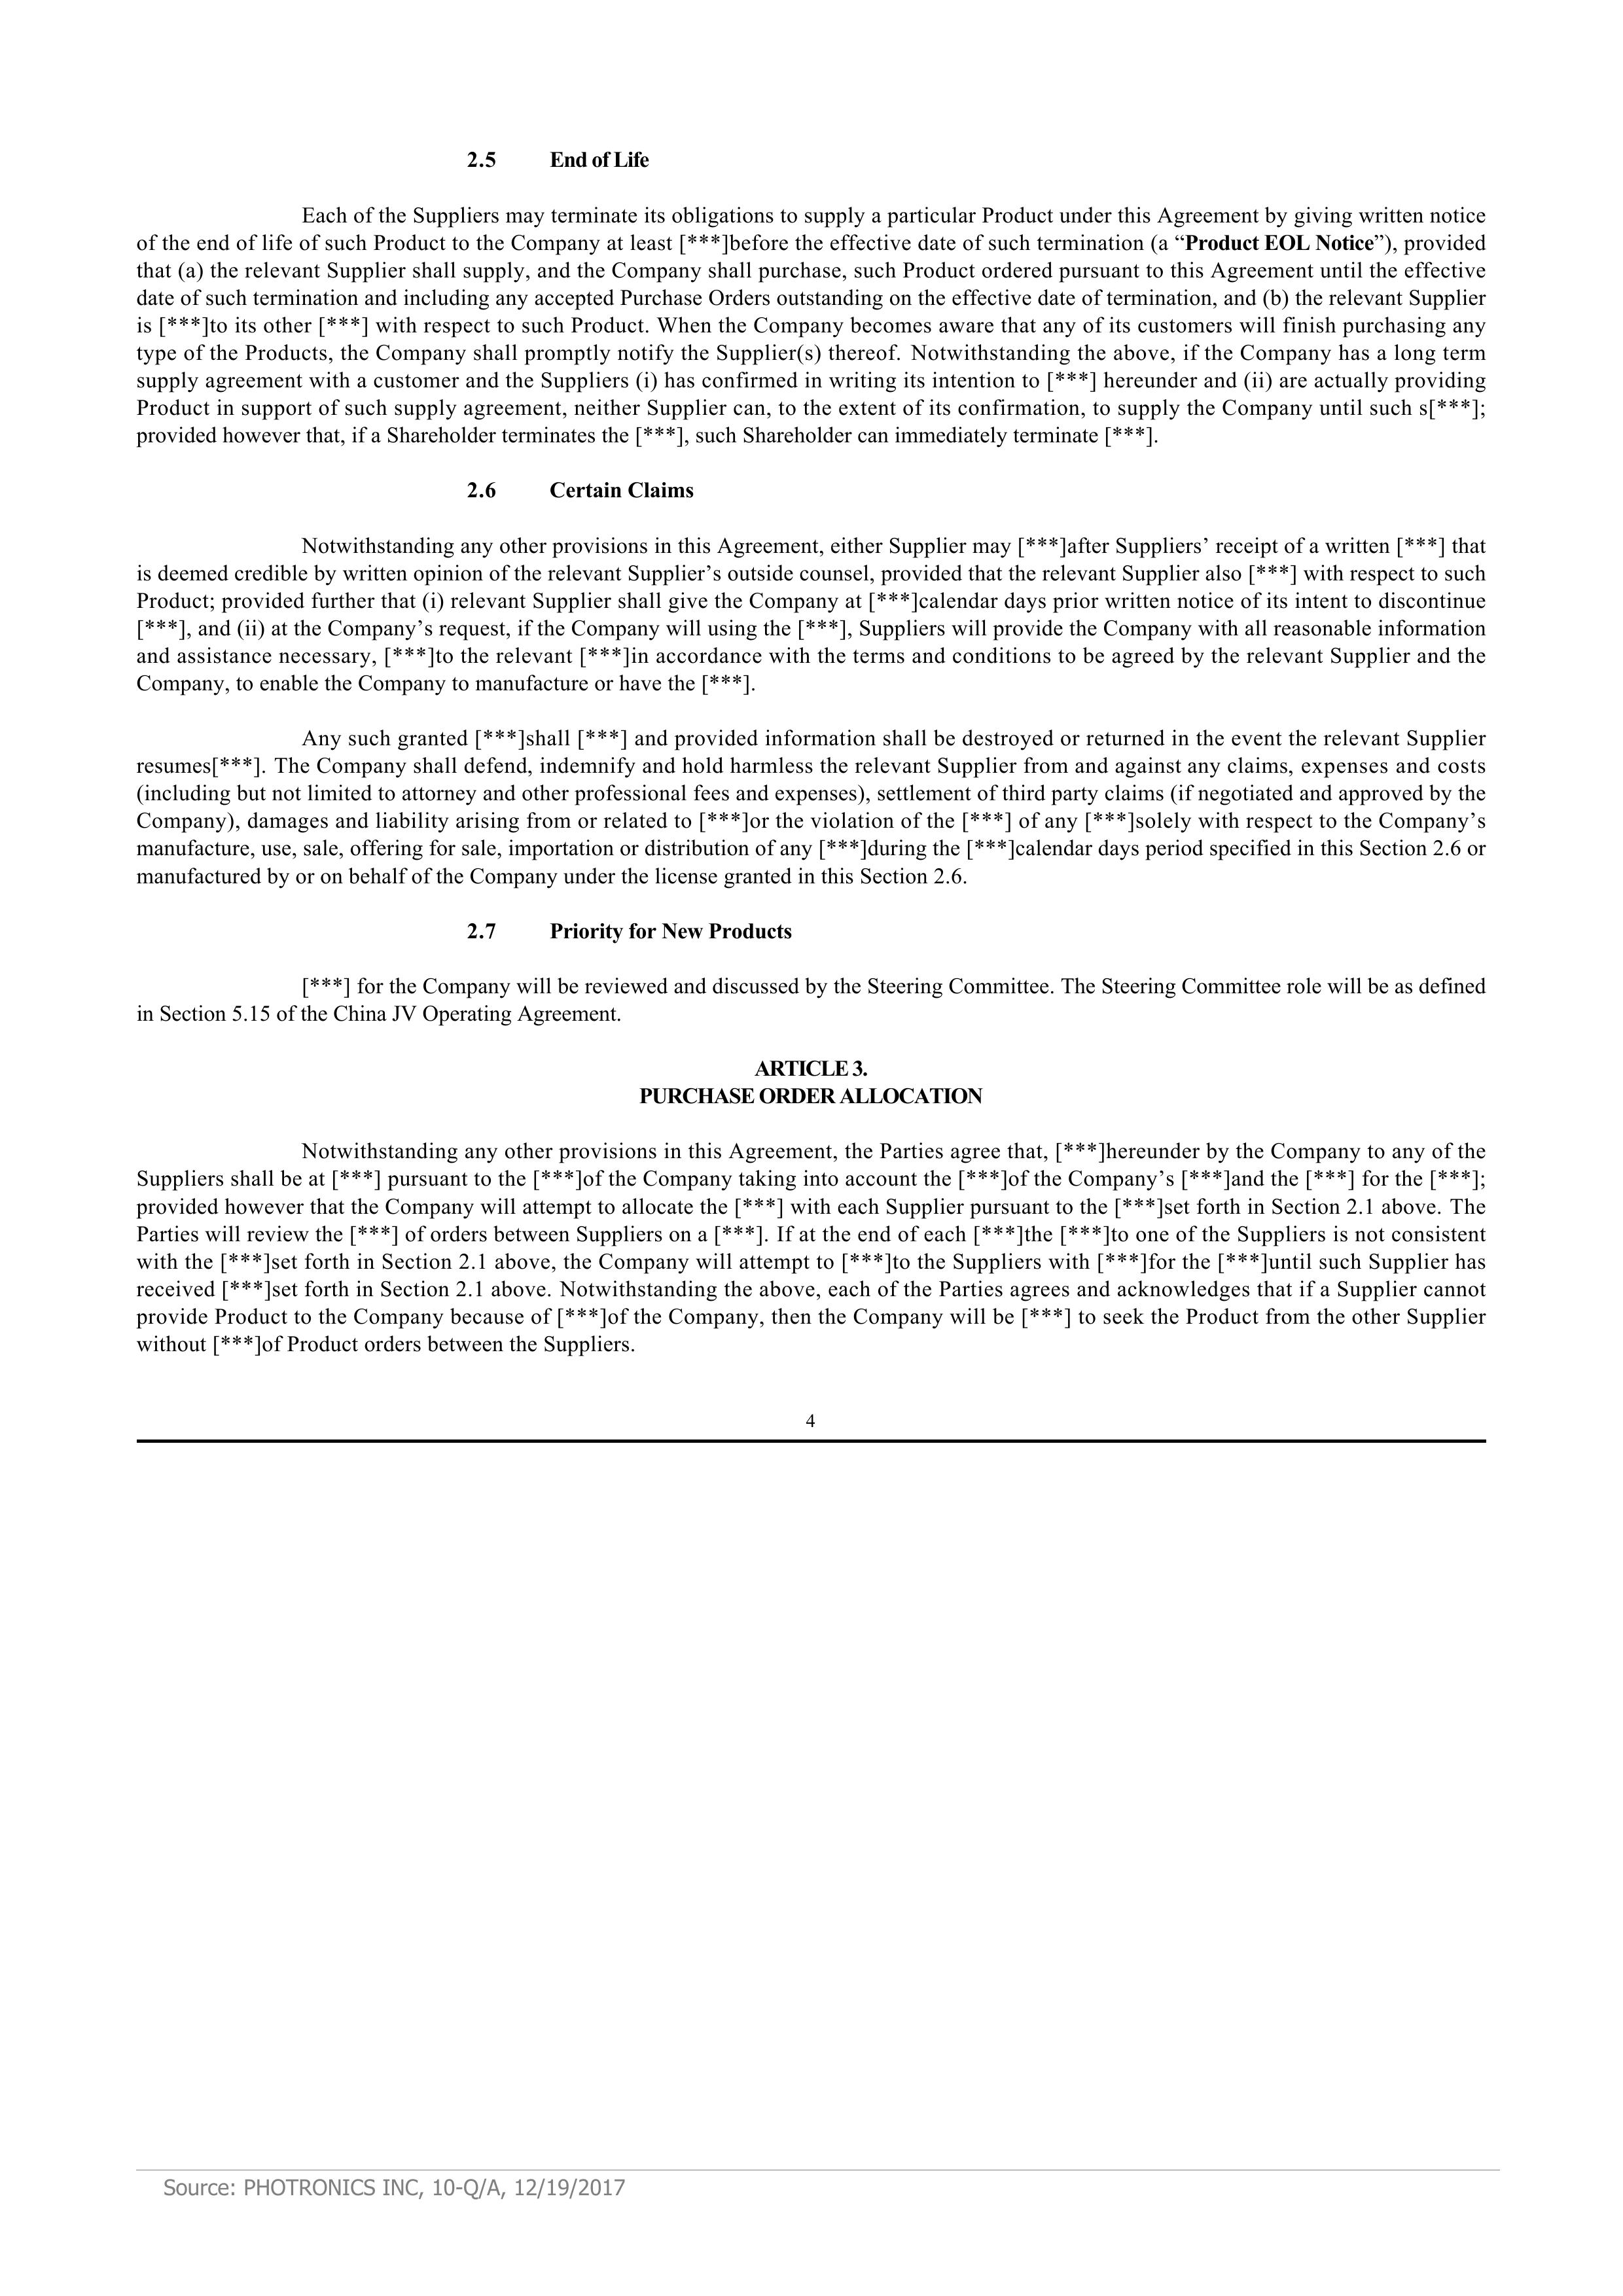 2.5 End of Life
Each of the Suppliers may terminate its obligations to supply a particular Product under this Agreement by giving written notice
of the end of life of such Product to the Company at least [***]before the effective date of such termination (a “Product EOL Notice”), provided
that (a) the relevant Supplier shall supply, and the Company shall purchase, such Product ordered pursuant to this Agreement until the effective
date of such termination and including any accepted Purchase Orders outstanding on the effective date of termination, and (b) the relevant Supplier
is [***]to its other [***] with respect to such Product. When the Company becomes aware that any of its customers will finish purchasing any
type of the Products, the Company shall promptly notify the Supplier(s) thereof. Notwithstanding the above, if the Company has a long term
supply agreement with a customer and the Suppliers (i) has confirmed in writing its intention to [***] hereunder and (ii) are actually providing
Product in support of such supply agreement, neither Supplier can, to the extent of its confirmation, to supply the Company until such s[***];
provided however that, if a Shareholder terminates the [***], such Shareholder can immediately terminate [***].
2.6 Certain Claims
Notwithstanding any other provisions in this Agreement, either Supplier may [***]after Suppliers’ receipt of a written [***] that
is deemed credible by written opinion of the relevant Supplier’s outside counsel, provided that the relevant Supplier also [***] with respect to such
Product; provided further that (i) relevant Supplier shall give the Company at [***]calendar days prior written notice of its intent to discontinue
[***], and (ii) at the Company’s request, if the Company will using the [***], Suppliers will provide the Company with all reasonable information
and assistance necessary, [***]to the relevant [***]in accordance with the terms and conditions to be agreed by the relevant Supplier and the
Company, to enable the Company to manufacture or have the [***].
Any such granted [***]shall [***] and provided information shall be destroyed or returned in the event the relevant Supplier
resumes[***]. The Company shall defend, indemnify and hold harmless the relevant Supplier from and against any claims, expenses and costs
(including but not limited to attorney and other professional fees and expenses), settlement of third party claims (if negotiated and approved by the
Company), damages and liability arising from or related to [***]or the violation of the [***] of any [***]solely with respect to the Company’s
manufacture, use, sale, offering for sale, importation or distribution of any [***]during the [***]calendar days period specified in this Section 2.6 or
manufactured by or on behalf of the Company under the license granted in this Section 2.6.
2.7 Priority for New Products
[***] for the Company will be reviewed and discussed by the Steering Committee. The Steering Committee role will be as defined
in Section 5.15 of the China JV Operating Agreement.
ARTICLE 3.
PURCHASE ORDER ALLOCATION
Notwithstanding any other provisions in this Agreement, the Parties agree that, [***]hereunder by the Company to any of the
Suppliers shall be at [***] pursuant to the [***]of the Company taking into account the [***]of the Company’s [***]and the [***] for the [***];
provided however that the Company will attempt to allocate the [***] with each Supplier pursuant to the [***]set forth in Section 2.1 above. The
Parties will review the [***] of orders between Suppliers on a [***]. If at the end of each [***]the [***]to one of the Suppliers is not consistent
with the [***]set forth in Section 2.1 above, the Company will attempt to [***]to the Suppliers with [***]for the [***]until such Supplier has
received [***]set forth in Section 2.1 above. Notwithstanding the above, each of the Parties agrees and acknowledges that if a Supplier cannot
provide Product to the Company because of [***]of the Company, then the Company will be [***] to seek the Product from the other Supplier
without [***]of Product orders between the Suppliers.
4
Source: PHOTRONICS INC, 10-Q/A, 12/19/2017